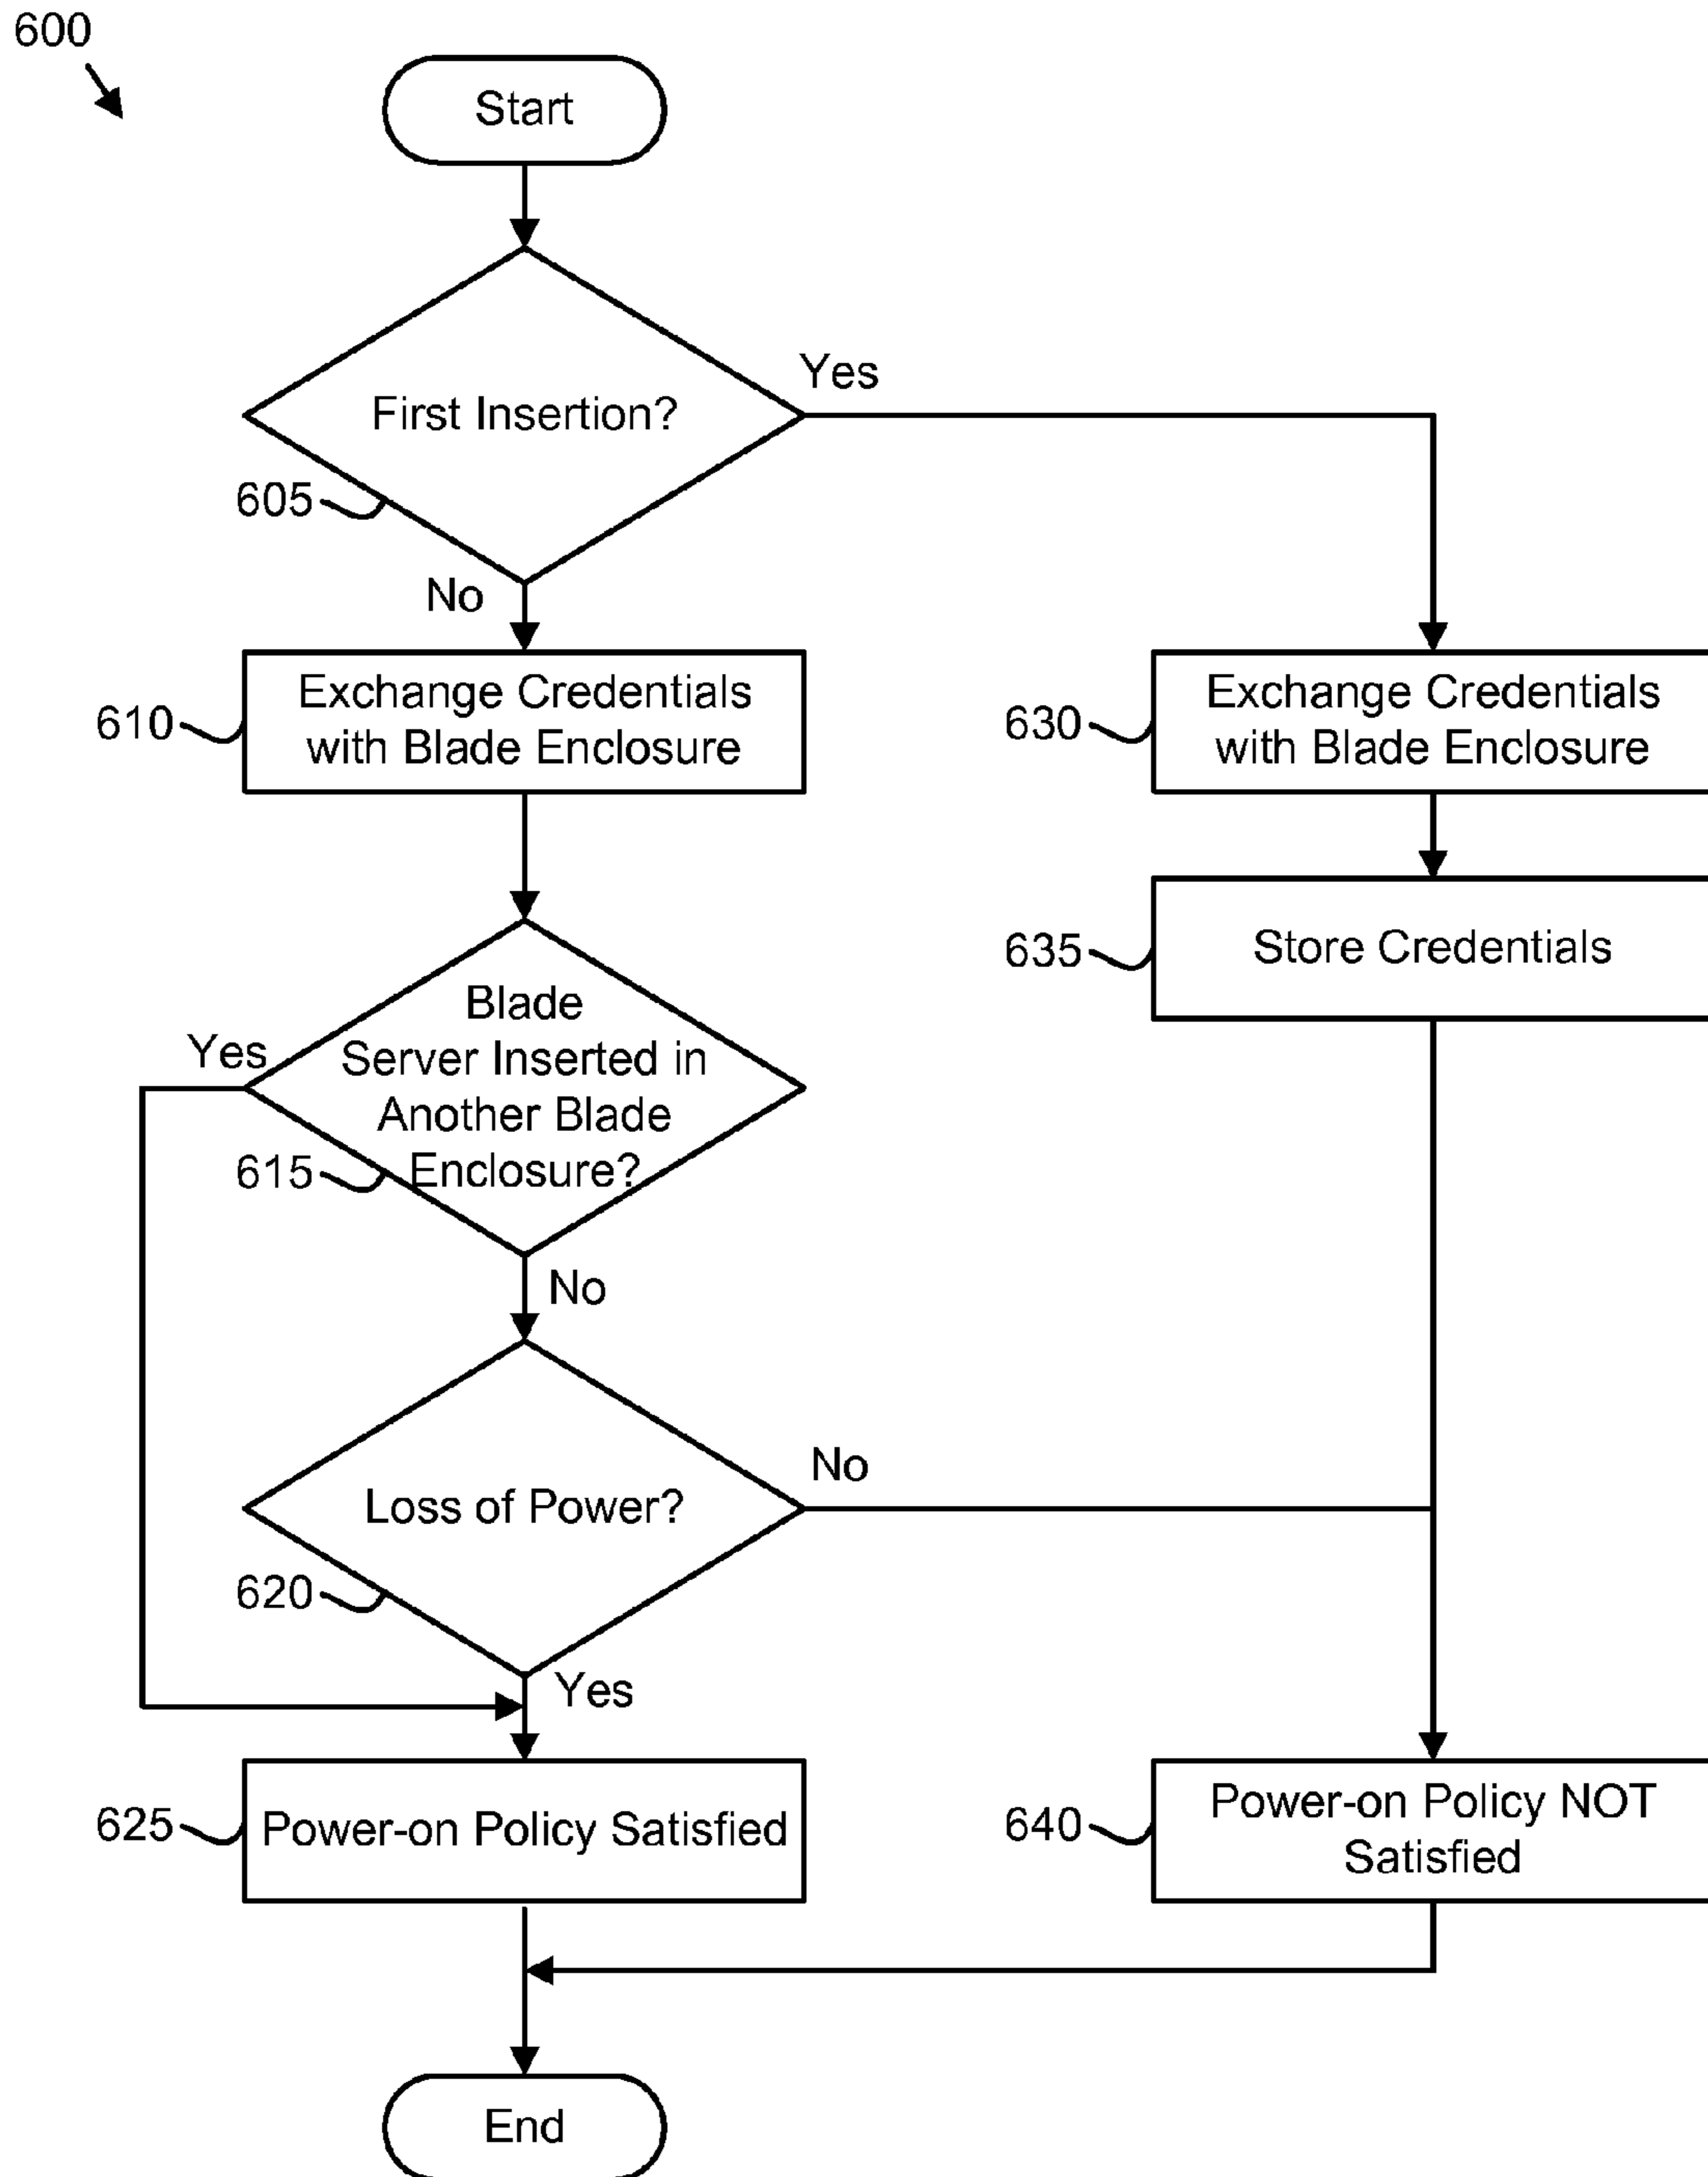 600
Start
First Insertion?
Yes
605
No
610
Exchange Credentials
with Blade Enclosure
630
Exchange Credentials
with Blade Enclosure
635
Store Credentials
Blade
Server Inserted in
Another Blade
Enclosure?
Yes
615
No
Loss of Power?
No
620
Yes
625
Power-on Policy Satisfied
640
Power-on Policy NOT
Satisfied
End